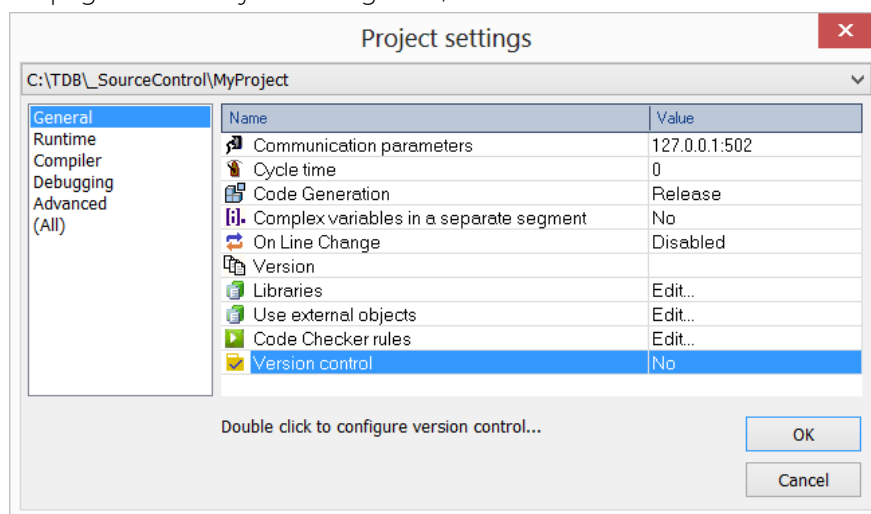 Project settings
C:\TDB\_SourceControl\MyProject
General
Runtime
Compiler
Debugging
Advanced
(All)
Name Value
Communication parameters 127.0.0.1:502
Cycle time 0
Code Generation Release
Complex variables in a separate segment No
On Line Change Disabled
Version
Libraries Edit...
Use external objects Edit...
Code Checker rules Edit...
Version control No
Double click to configure version control...
OK
Cancel